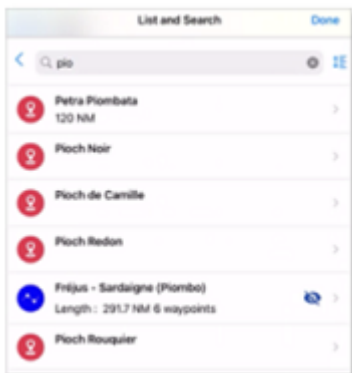 List and Search
Done
pio
Petra Piombata
120 NM
Pioch Noir
Pioch de Camille
Pioch Redon
Fréjus - Sardaigne (Piombo)
Length : 291.7 NM 6 waypoints
Pioch Rouquier